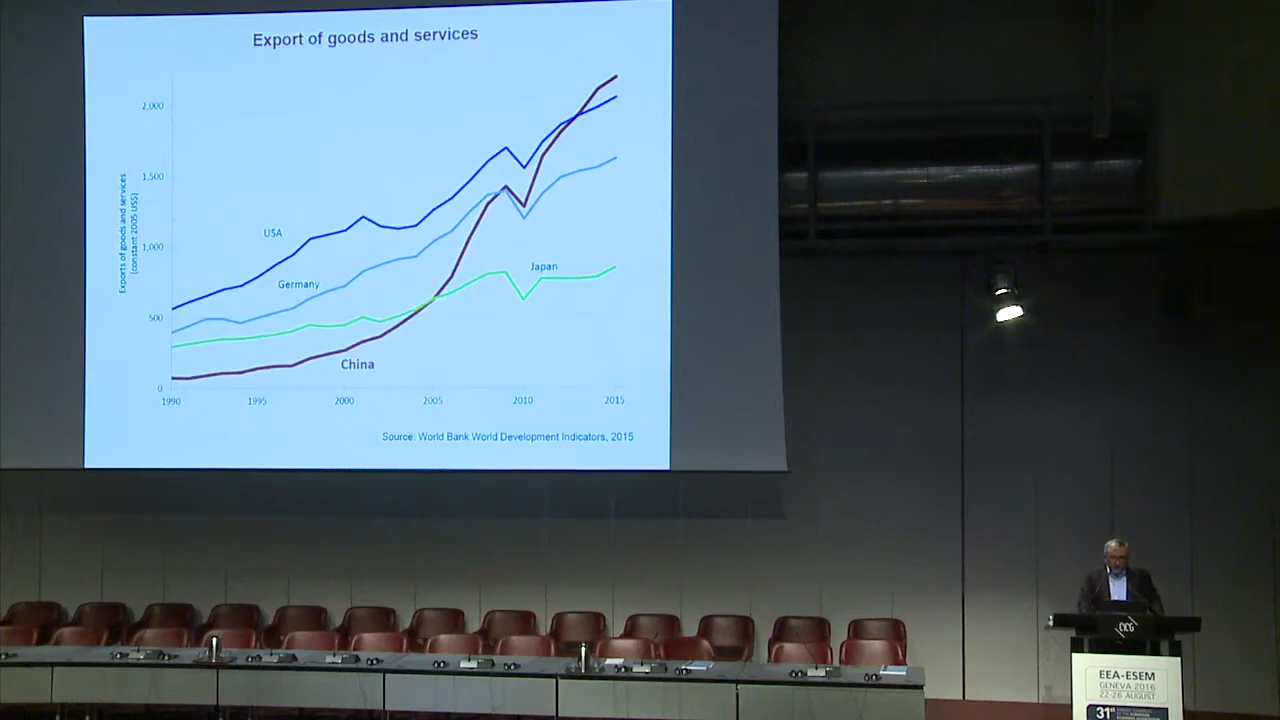 Export of goods and services
Exports of goods and services
(constant 2005 US$)
2,000
1,500
1,000
500
0
USA
Germany
Japan
China
1990
1995
2000
2005
2010
2015
Source: World Bank World Development Indicators, 2015
CICG
EEA-ESEM
GENEVA 2016
22-26 AUGUST
31st